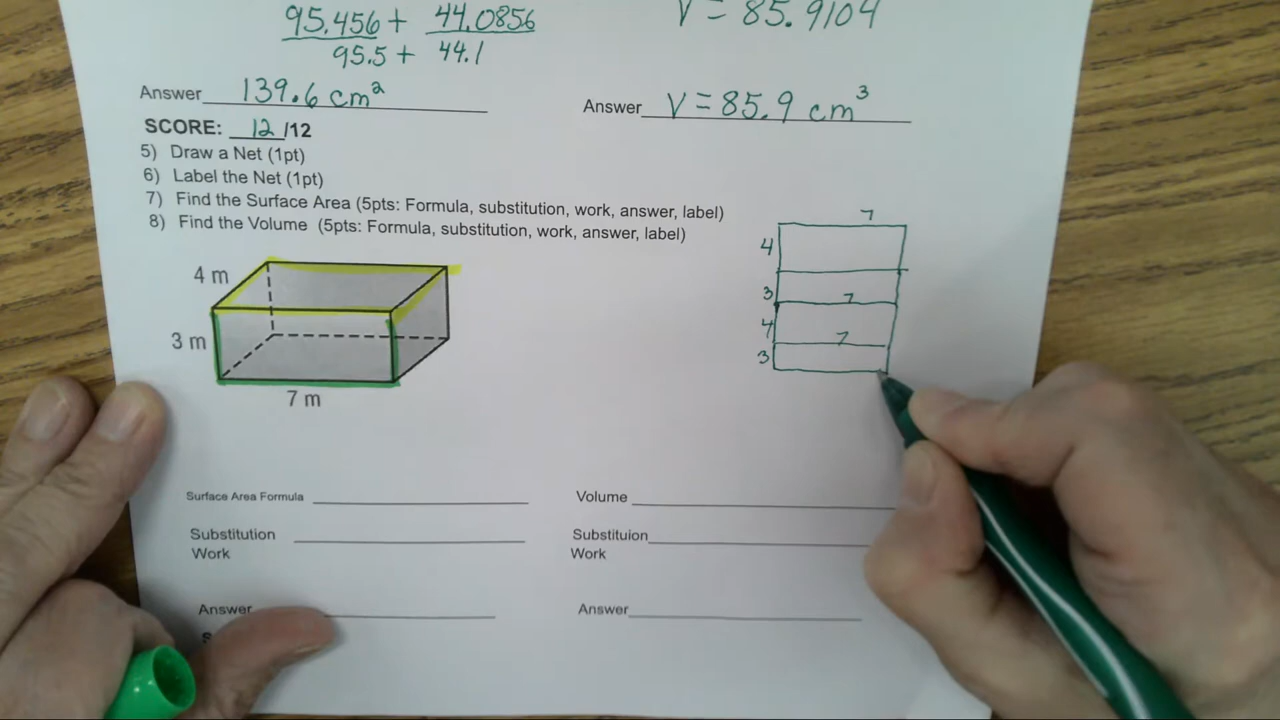 95.456 + 44.0856
95.5 + 44.1
V = 85.9104
Answer 139.6 cm²
Answer V = 85.9 cm³
SCORE: 12 /12
5) Draw a Net (1pt)
6) Label the Net (1pt)
7) Find the Surface Area (5pts: Formula, substitution, work, answer, label)
8) Find the Volume (5pts: Formula, substitution, work, answer, label)
4 m
3 m
7 m
7
4
3 7
4 7
3
Surface Area Formula
Substitution
Work
Answer
Volume
Substituion
Work
Answer